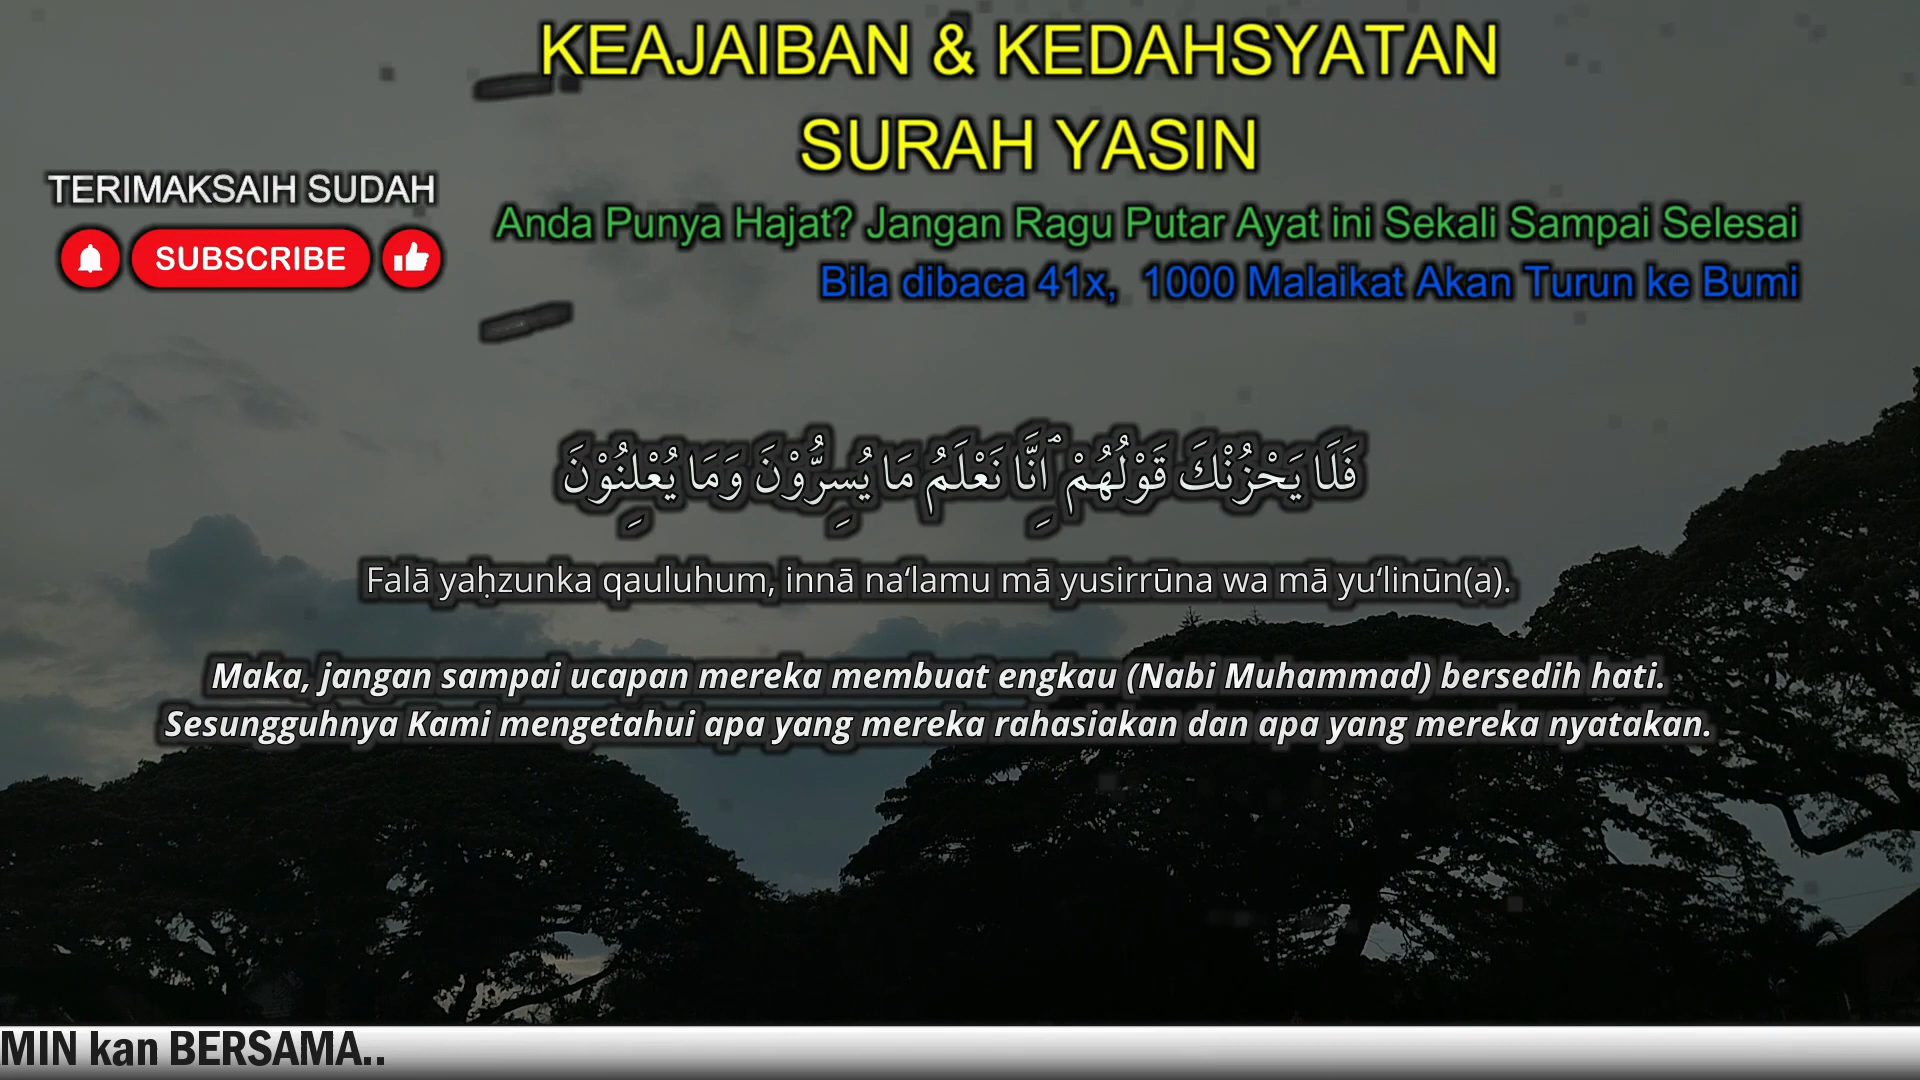 KEAJAIBAN & KEDAHSYATAN
SURAH YASIN
TERIMAKSAIH SUDAH
SUBSCRIBE
Anda Punya Hajat? Jangan Ragu Putar Ayat ini Sekali Sampai Selesai
Bila dibaca 41x, 1000 Malaikat Akan Turun ke Bumi
فَلَا يَحْزُنْكَ قَوْلُهُمْ ۘاِنَّا نَعْلَمُ مَا يُسِرُّوْنَ وَمَا يُعْلِنُوْنَ
Falā yaḥzunka qauluhum, innā na‘lamu mā yusirrūna wa mā yu‘linūn(a).
Maka, jangan sampai ucapan mereka membuat engkau (Nabi Muhammad) bersedih hati.
Sesungguhnya Kami mengetahui apa yang mereka rahasiakan dan apa yang mereka nyatakan.
MIN kan BERSAMA..